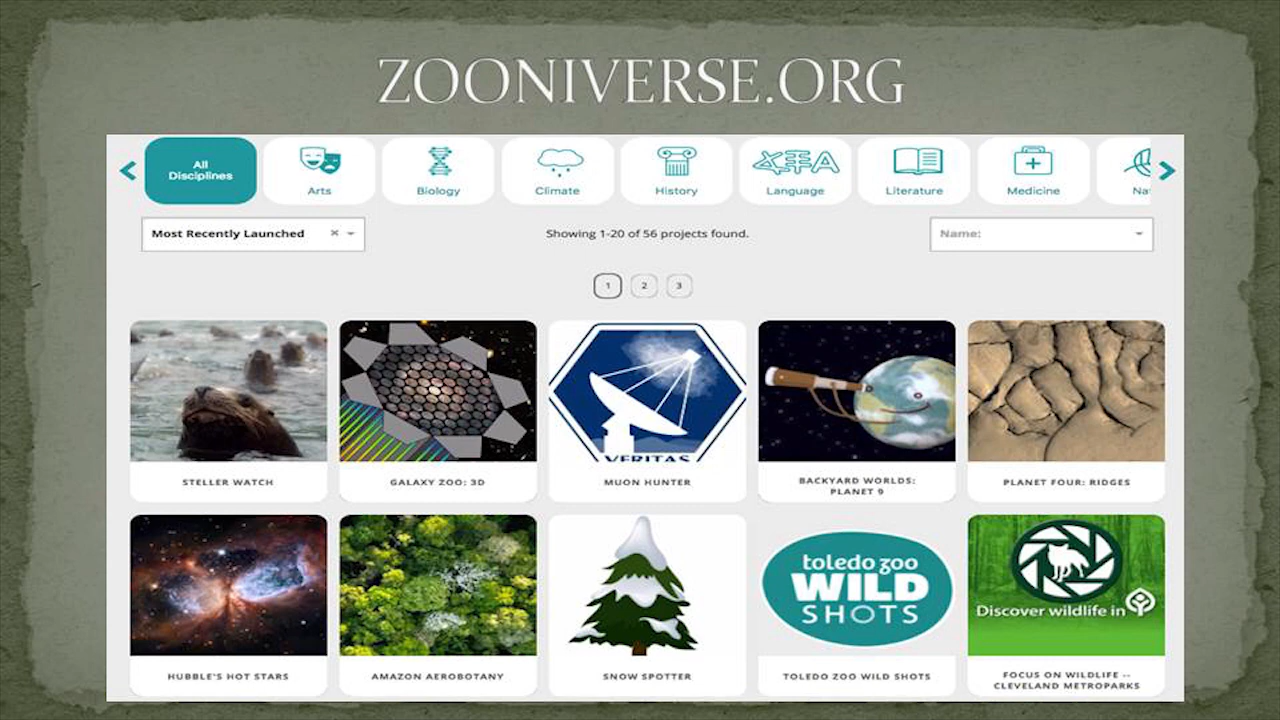 ZOONIVERSE.ORG
All
Disciplines
Arts
Biology
Climate
History
Language
Literature
Medicine
Na
Most Recently Launched
Showing 1-20 of 56 projects found.
Name:
1 2 3
VERITAS
STELLER WATCH
GALAXY ZOO: 3D
MUON HUNTER
BACKYARD WORLDS:
PLANET 9
PLANET FOUR: RIDGES
toledo zoo
WILD
SHOTS
Discover wildlife in
HUBBLE'S HOT STARS
AMAZON AEROBOTANY
SNOW SPOTTER
TOLEDO ZOO WILD SHOTS
FOCUS ON WILDLIFE --
CLEVELAND METROPARKS